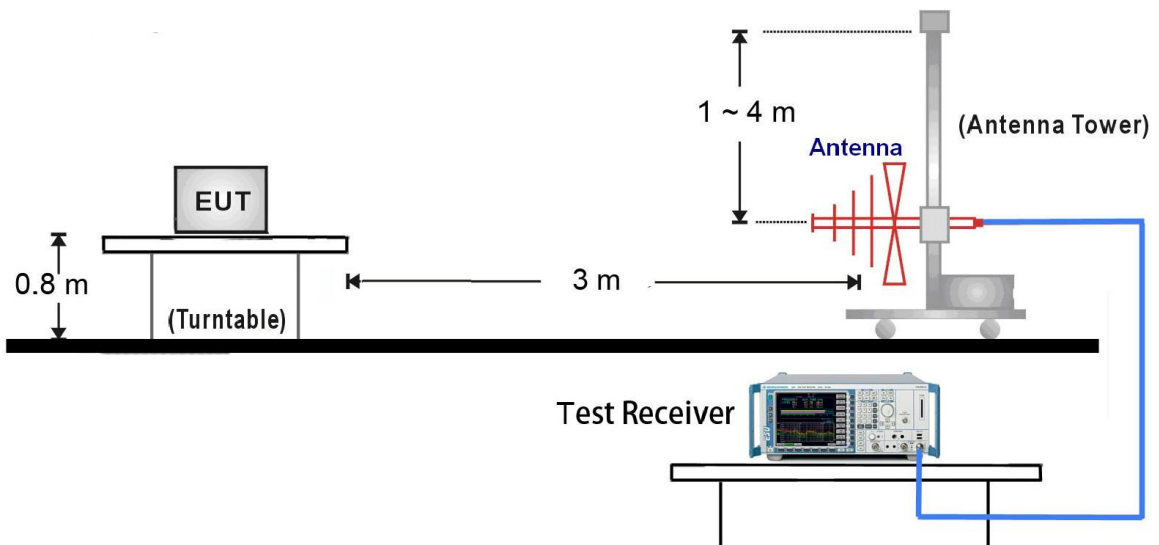 1 ~ 4 m
(Antenna Tower)
Antenna
EUT
0.8 m
3 m
(Turntable)
Test Receiver